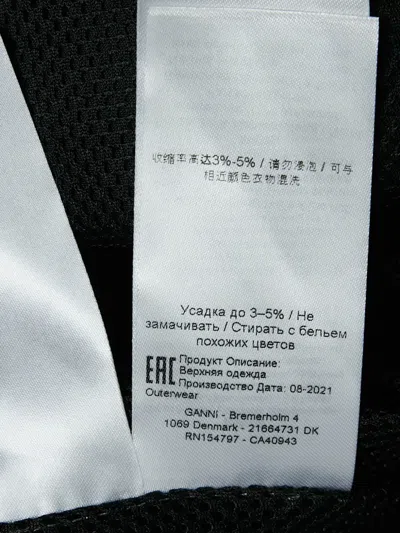 收缩率高达3%-5% / 请勿浸泡 / 可与
相近颜色衣物混洗
Усадка до 3–5% / Не
замачивать / Стирать с бельем
похожих цветов
EAC Продукт Описание:
Верхняя одежда
Производство Дата: 08-2021
Outerwear
GANNI - Bremerholm 4
1069 Denmark - 21664731 DK
RN154797 - CA40943